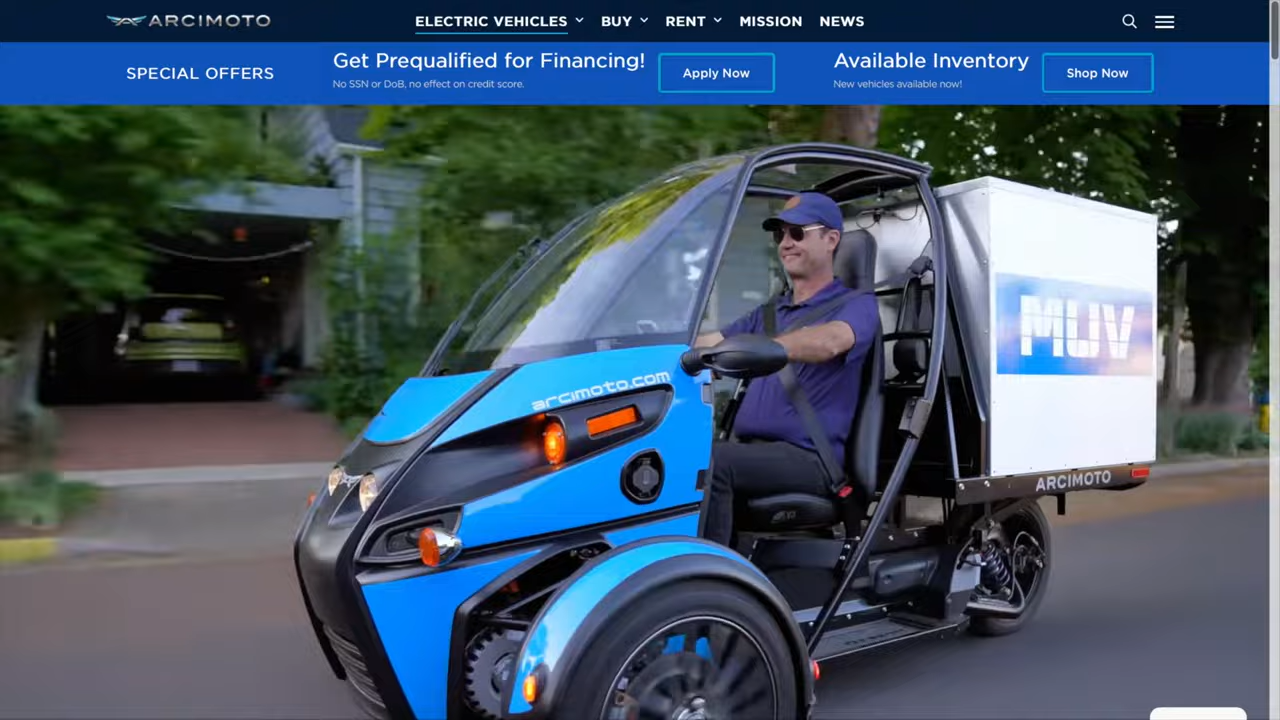 ARCIMOTO
ELECTRIC VEHICLES
BUY
RENT
MISSION
NEWS
SPECIAL OFFERS
Get Prequalified for Financing!
No SSN or DoB, no effect on credit score.
Apply Now
Available Inventory
New vehicles available now!
Shop Now
MUV
arcimoto.com
ARCIMOTO